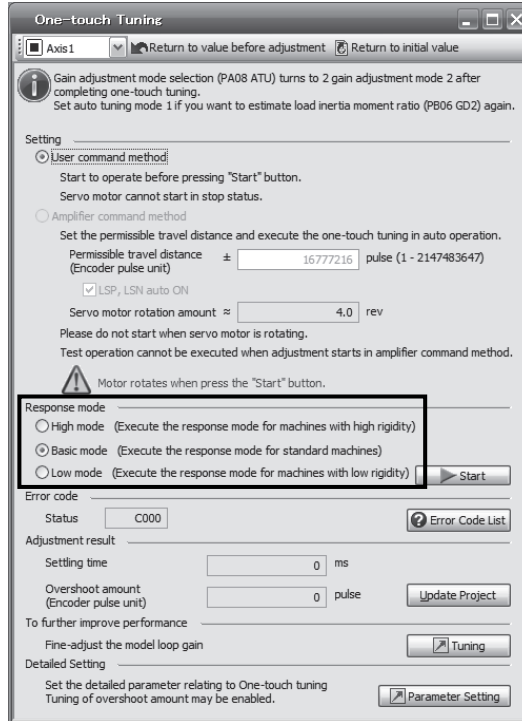 One-touch Tuning
Axis1 Return to value before adjustment Return to initial value
Gain adjustment mode selection (PA08 ATU) turns to 2 gain adjustment mode 2 after
completing one-touch tuning.
Set auto tuning mode 1 if you want to estimate load inertia moment ratio (PB06 GD2) again.
Setting
User command method
Start to operate before pressing "Start" button.
Servo motor cannot start in stop status.
Amplifier command method
Set the permissible travel distance and execute the one-touch tuning in auto operation.
Permissible travel distance
(Encoder pulse unit) ± 16777216 pulse (1 - 2147483647)
LSP, LSN auto ON
Servo motor rotation amount ≈ 4.0 rev
Please do not start when servo motor is rotating.
Test operation cannot be executed when adjustment starts in amplifier command method.
Motor rotates when press the "Start" button.
Response mode
High mode (Execute the response mode for machines with high rigidity)
Basic mode (Execute the response mode for standard machines)
Low mode (Execute the response mode for machines with low rigidity) Start
Error code
Status C000 Error Code List
Adjustment result
Settling time 0 ms
Overshoot amount
(Encoder pulse unit) 0 pulse Update Project
To further improve performance
Fine-adjust the model loop gain Tuning
Detailed Setting
Set the detailed parameter relating to One-touch tuning
Tuning of overshoot amount may be enabled. Parameter Setting